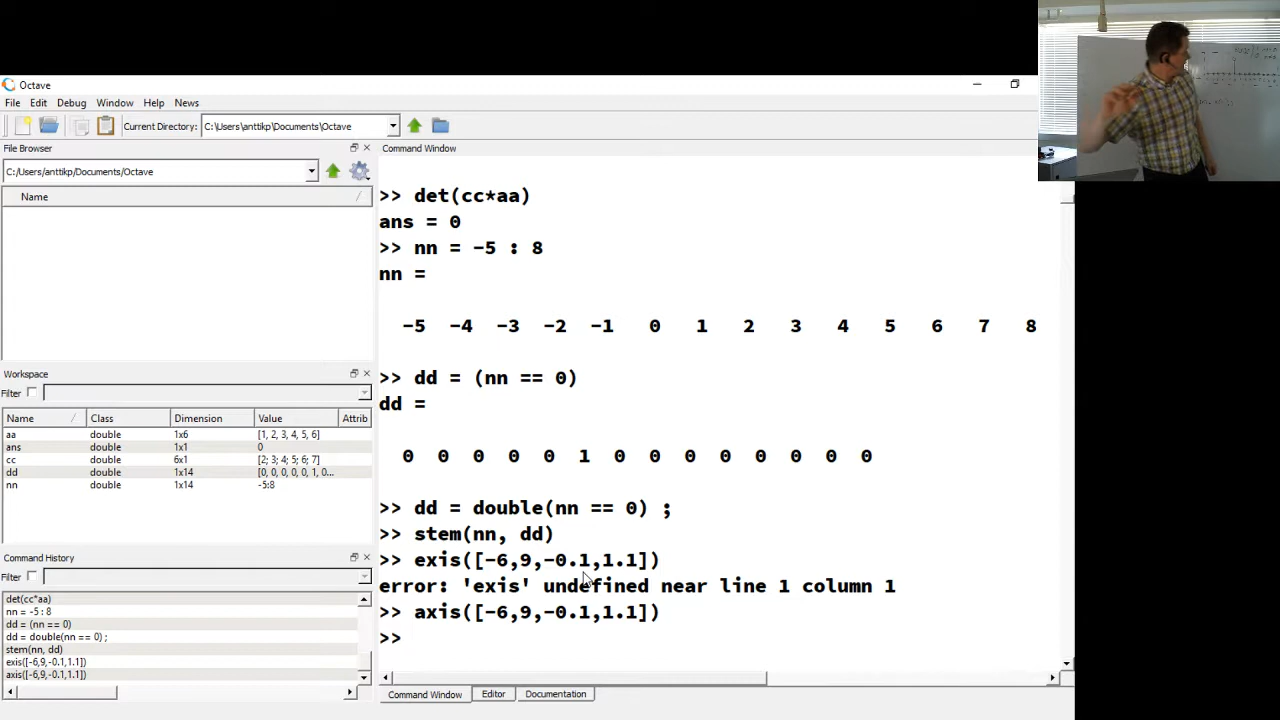 Octave
File Edit Debug Window Help News
Current Direc C:\Users\anttikp\Documents\Octav
File Browser
C:/Users/anttikp/Documents/Octave
Name
Workspace
Filter
Name Class Dimension Value Attrib
aa double 1x6 [1, 2, 3, 4, 5, 6]
ans double 1x1 0
cc double 6x1 [2; 3; 4; 5; 6; 7]
dd double 1x14 [0, 0, 0, 0, 0, 1, 0...
nn double 1x14 -5:8
Command History
Filter
det(cc*aa)
nn = -5 : 8
dd = (nn == 0)
dd = double(nn == 0) ;
stem(nn, dd)
exis([-6,9,-0.1,1.1])
axis([-6,9,-0.1,1.1])
Command Window
>> det(cc*aa)
ans = 0
>> nn = -5 : 8
nn =
-5 -4 -3 -2 -1 0 1 2 3 4 5 6 7 8
>> dd = (nn == 0)
dd =
0 0 0 0 0 1 0 0 0 0 0 0 0 0
>> dd = double(nn == 0) ;
>> stem(nn, dd)
>> exis([-6,9,-0.1,1.1])
error: 'exis' undefined near line 1 column 1
>> axis([-6,9,-0.1,1.1])
>>
Command Window Editor Documentation